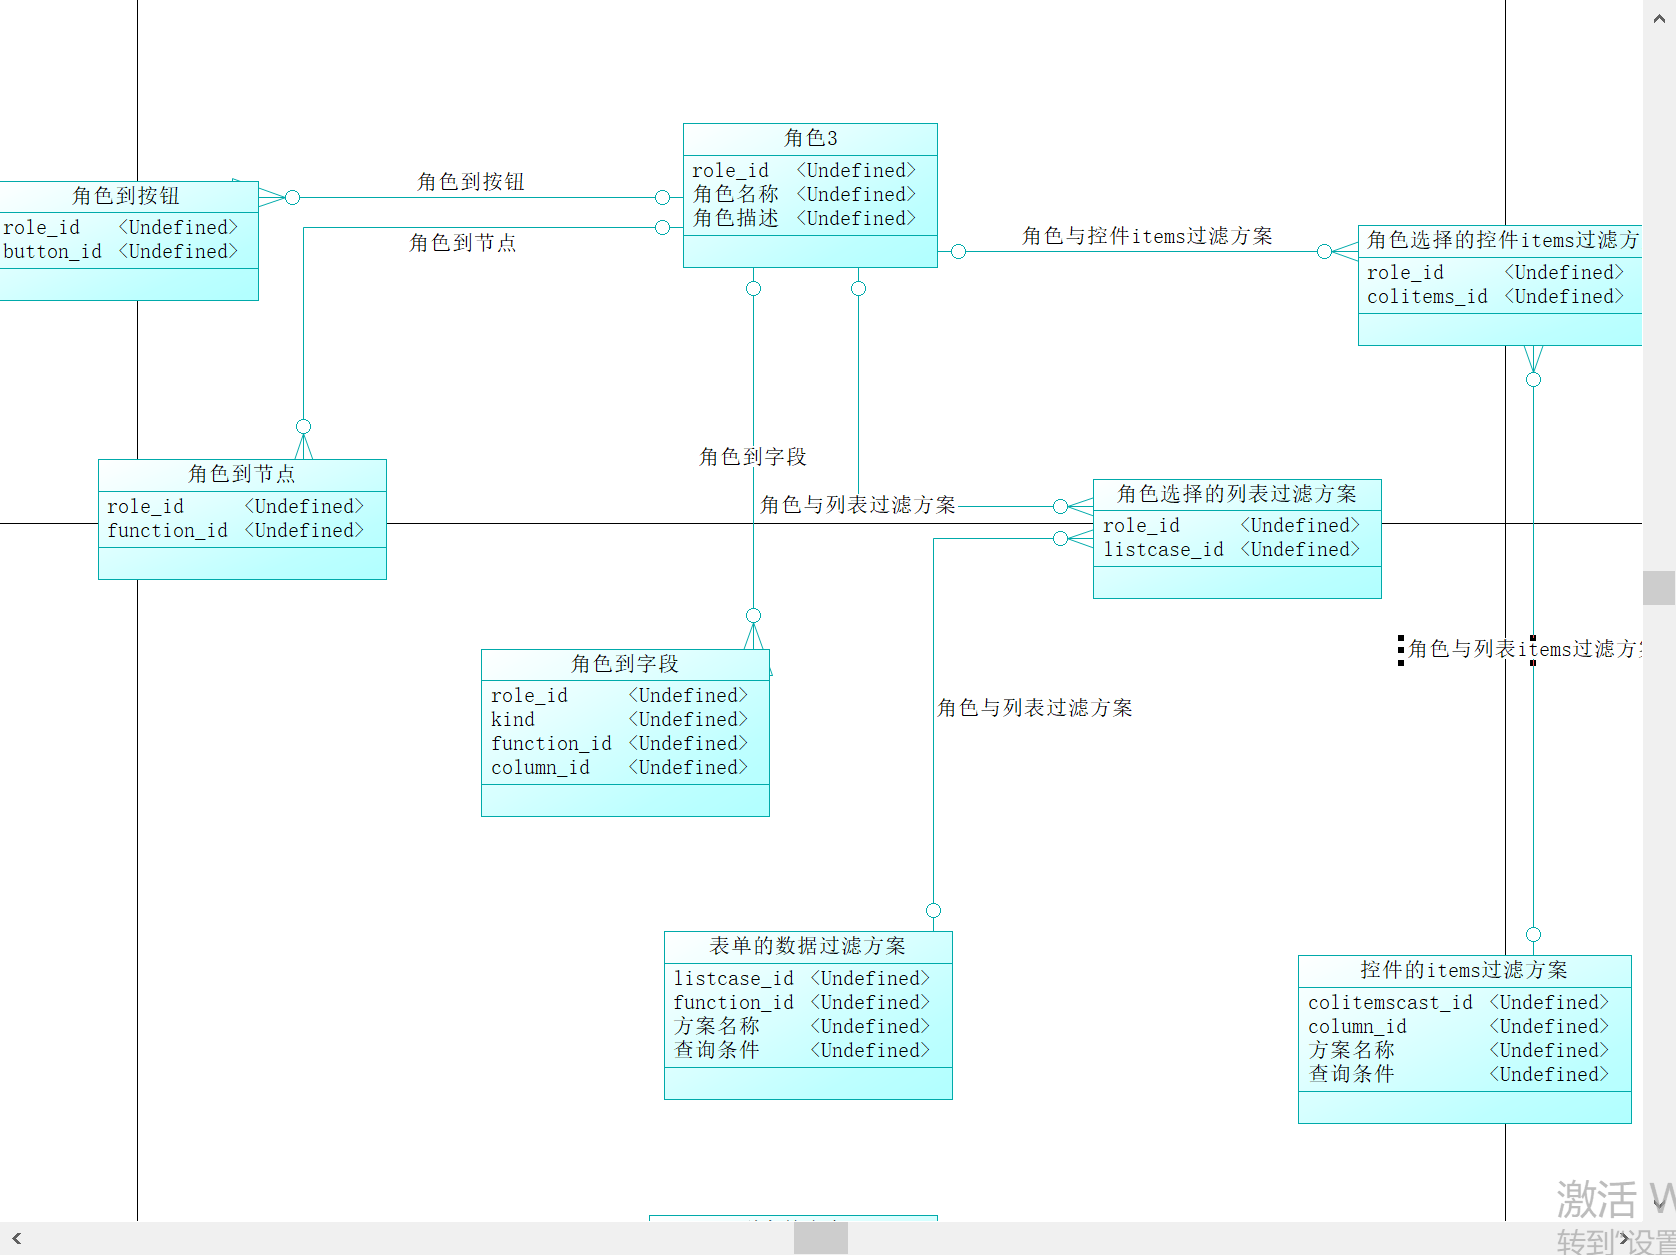 角色3
role_id <Undefined>
角色名称 <Undefined>
角色描述 <Undefined>
角色到按钮
角色到按钮
role_id <Undefined>
button_id <Undefined>
角色到节点
角色与控件items过滤方案
角色选择的控件items过滤方
role_id <Undefined>
colitems_id <Undefined>
角色到字段
角色到节点
role_id <Undefined>
function_id <Undefined>
角色与列表过滤方案
角色选择的列表过滤方案
role_id <Undefined>
listcase_id <Undefined>
角色与列表items过滤方
角色到字段
role_id <Undefined>
kind <Undefined>
function_id <Undefined>
column_id <Undefined>
角色与列表过滤方案
表单的数据过滤方案
listcase_id <Undefined>
function_id <Undefined>
方案名称 <Undefined>
查询条件 <Undefined>
控件的items过滤方案
colitemscast_id <Undefined>
column_id <Undefined>
方案名称 <Undefined>
查询条件 <Undefined>
激活 W
转到"设置